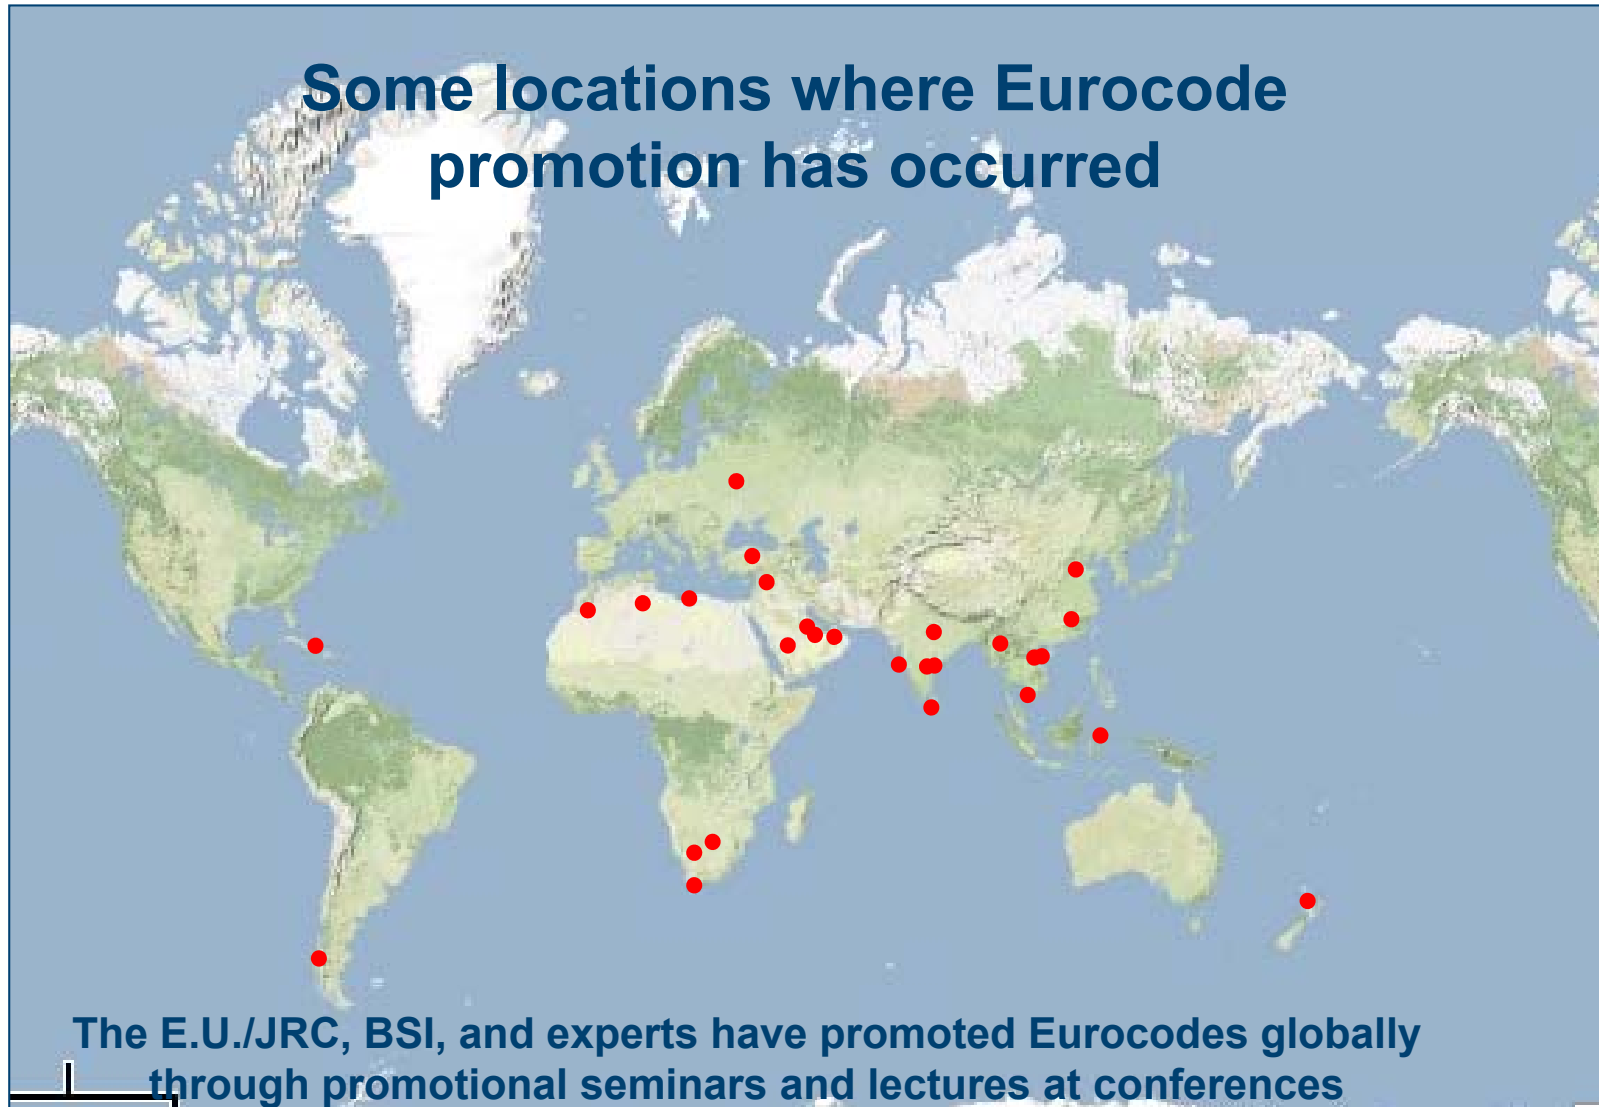 Some locations where Eurocode
promotion has occurred
The E.U./JRC, BSI, and experts have promoted Eurocodes globally
through promotional seminars and lectures at conferences